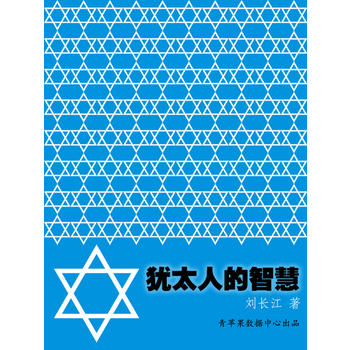 犹太人的智慧
刘长江 著
青苹果数据中心出品